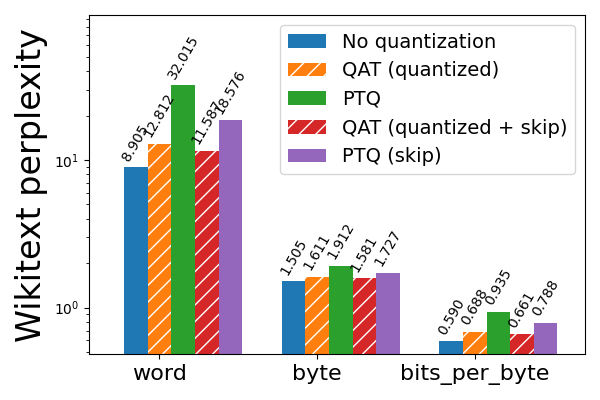 Wikitext perplexity
10¹
10⁰
No quantization
QAT (quantized)
PTQ
QAT (quantized + skip)
PTQ (skip)
8.905
12.812
32.015
11.587
18.576
1.505
1.611
1.912
1.581
1.727
0.590
0.688
0.935
0.661
0.788
word
byte
bits_per_byte